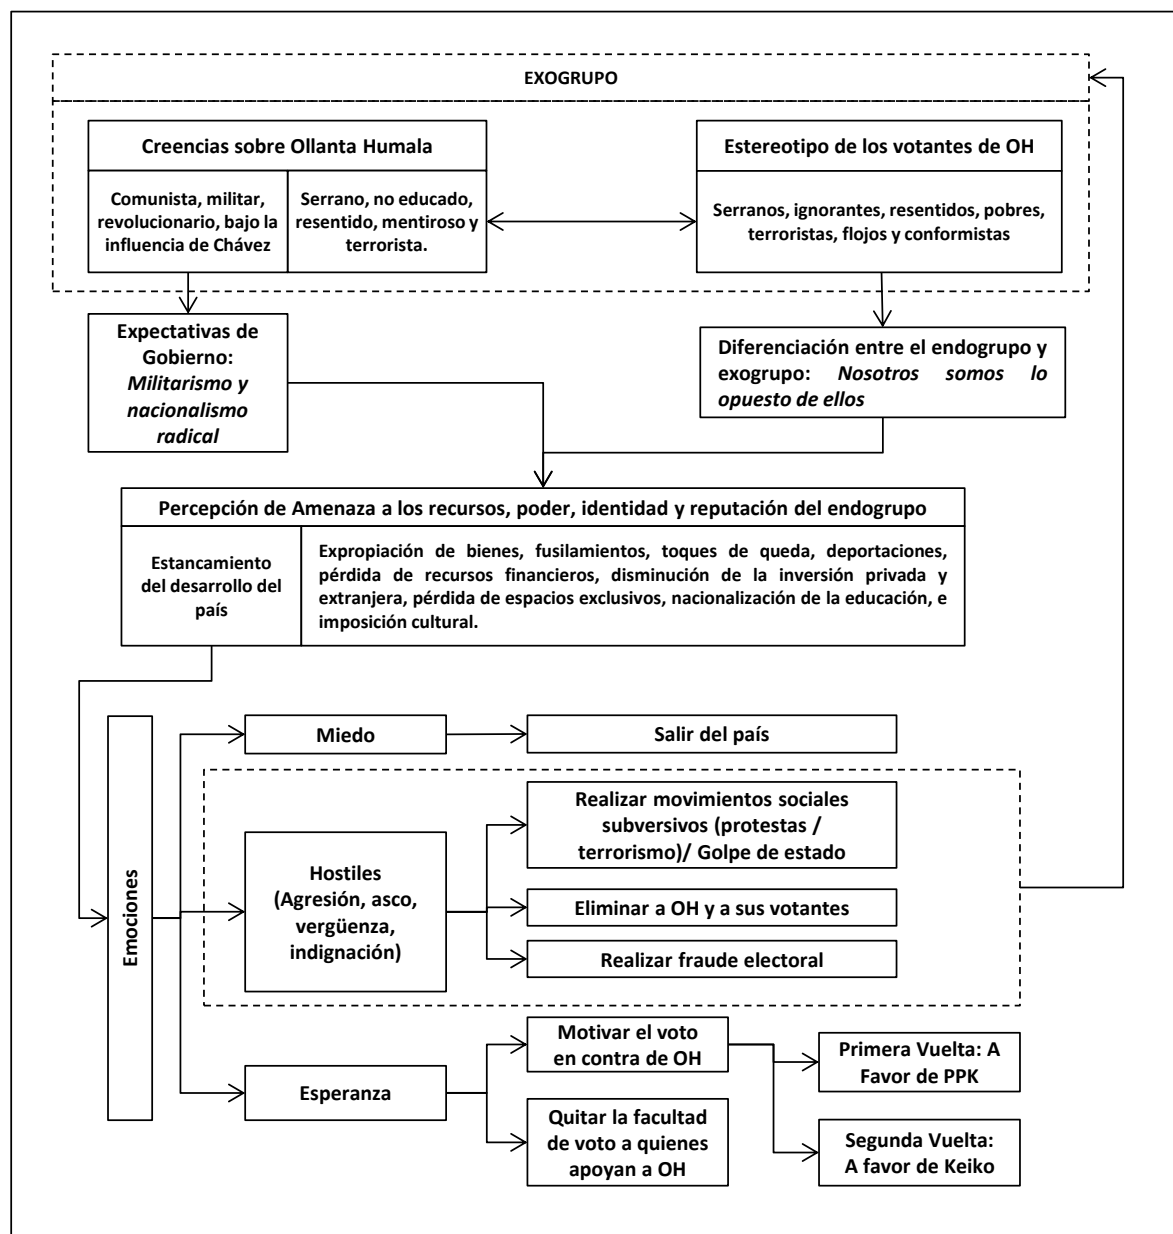 EXOGRUPO
Creencias sobre Ollanta Humala
Comunista, militar,
revolucionario, bajo la
influencia de Chávez
Serrano, no educado,
resentido, mentiroso y
terrorista.
Estereotipo de los votantes de OH
Serranos, ignorantes, resentidos, pobres,
terroristas, flojos y conformistas
Expectativas de
Gobierno:
Militarismo y
nacionalismo
radical
Diferenciación entre el endogrupo y
exogrupo: Nosotros somos lo
opuesto de ellos
Percepción de Amenaza a los recursos, poder, identidad y reputación del endogrupo
Estancamiento
del desarrollo del
país
Expropiación de bienes, fusilamientos, toques de queda, deportaciones,
pérdida de recursos financieros, disminución de la inversión privada y
extranjera, pérdida de espacios exclusivos, nacionalización de la educación, e
imposición cultural.
Emociones
Miedo
Salir del país
Hostiles
(Agresión, asco,
vergüenza,
indignación)
Realizar movimientos sociales
subversivos (protestas /
terrorismo)/ Golpe de estado
Eliminar a OH y a sus votantes
Realizar fraude electoral
Esperanza
Motivar el voto
en contra de OH
Quitar la facultad
de voto a quienes
apoyan a OH
Primera Vuelta: A
Favor de PPK
Segunda Vuelta:
A favor de Keiko